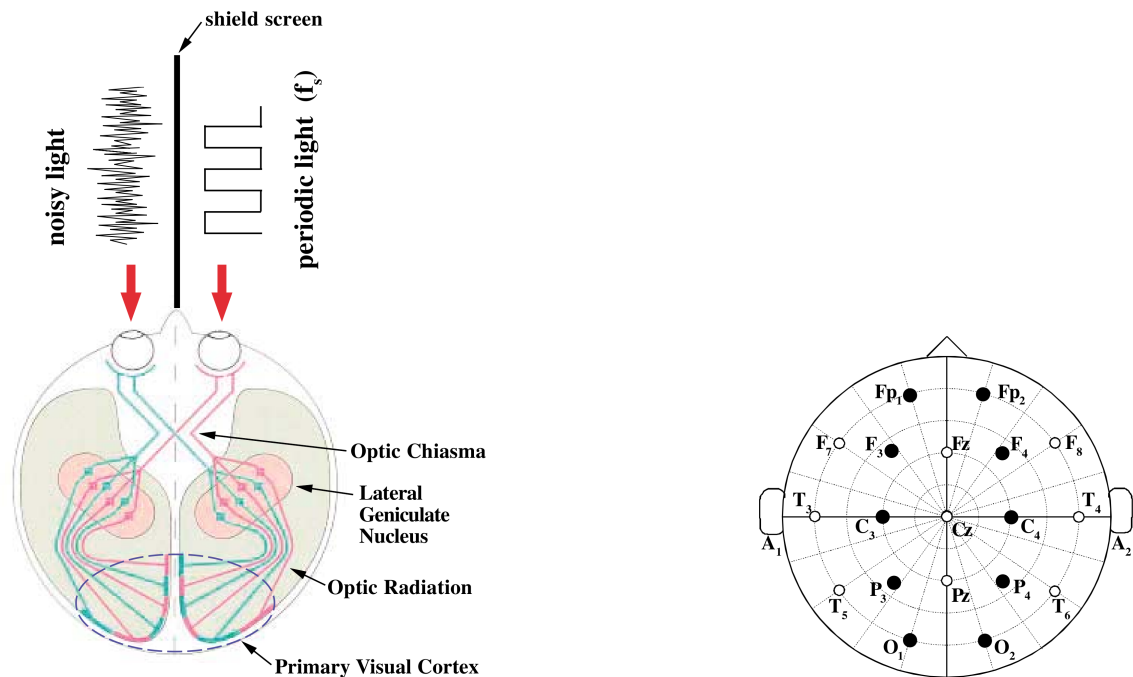 shield screen
noisy light
periodic light (fₛ)
Optic Chiasma
Lateral
Geniculate
Nucleus
Optic Radiation
Primary Visual Cortex
Fp₁ Fp₂
F₇ F₃ Fz F₄ F₈
T₃ C₃ Cz C₄ T₄
A₁ A₂
T₅ P₃ Pz P₄ T₆
O₁ O₂